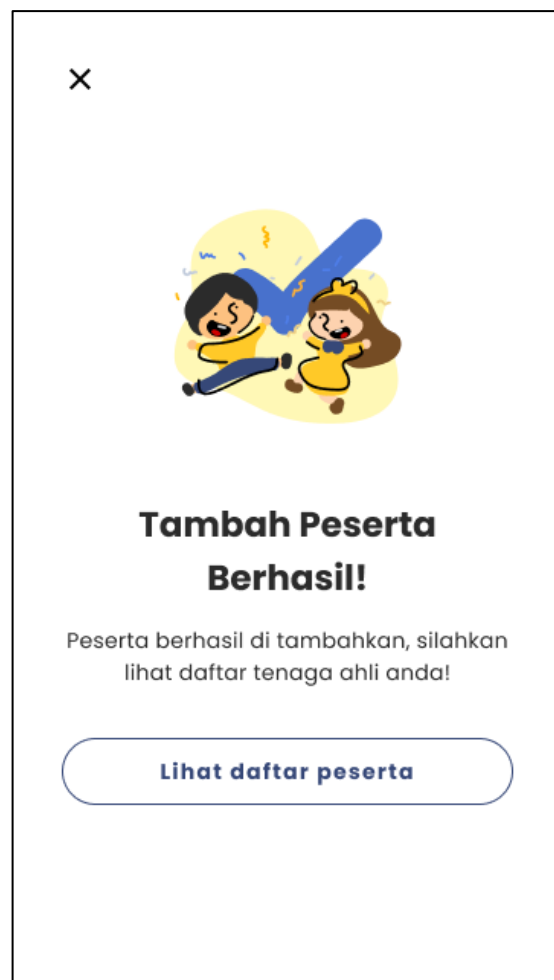 Tambah Peserta
Berhasil!
Peserta berhasil di tambahkan, silahkan
lihat daftar tenaga ahli anda!
Lihat daftar peserta